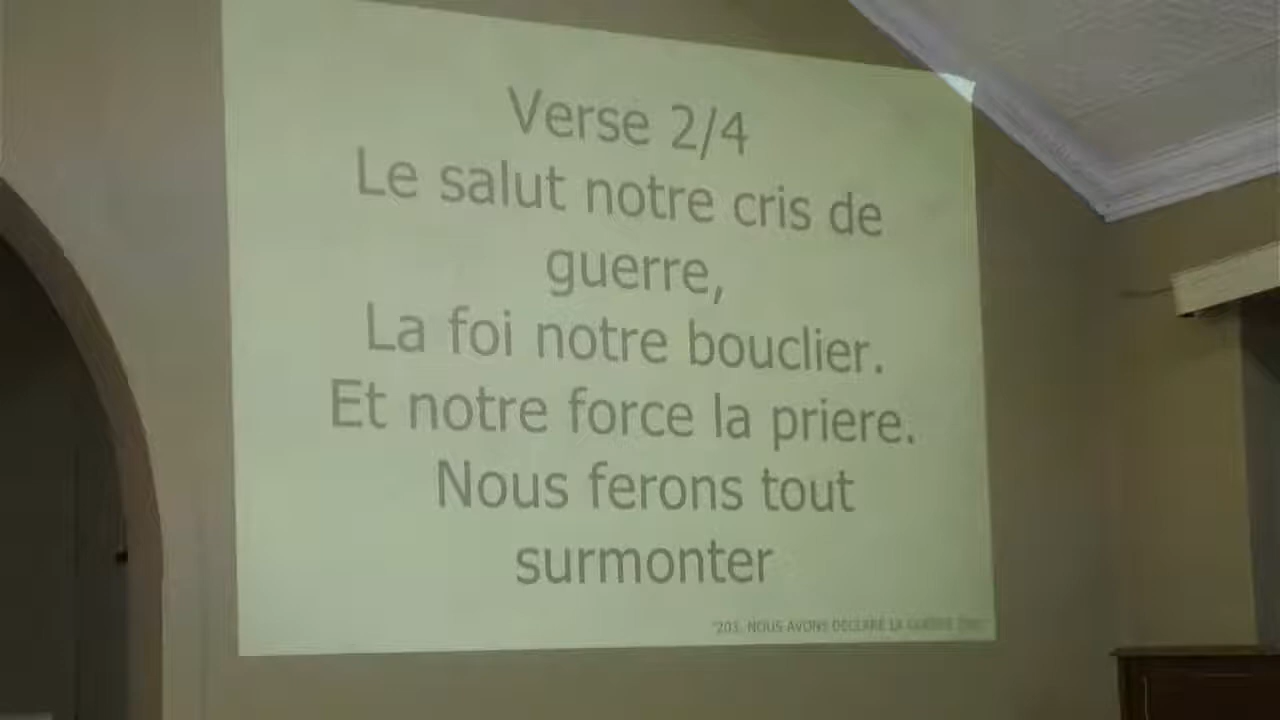 Verse 2/4
Le salut notre cris de
guerre,
La foi notre bouclier.
Et notre force la priere.
Nous ferons tout
surmonter
"203. NOUS AVONS DECLARE LA GUERRE